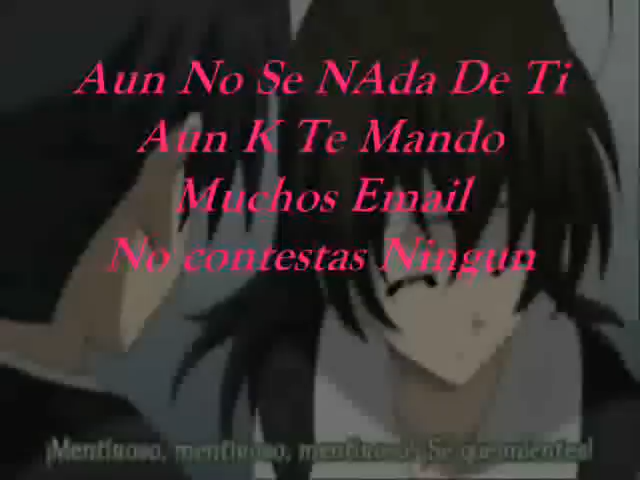 Aun No Se NAda De Ti
Aun K Te Mando
Muchos Email
No contestas Ningun
¡Mentiroso, mentiroso, mentiroso! ¡Se que mientes!